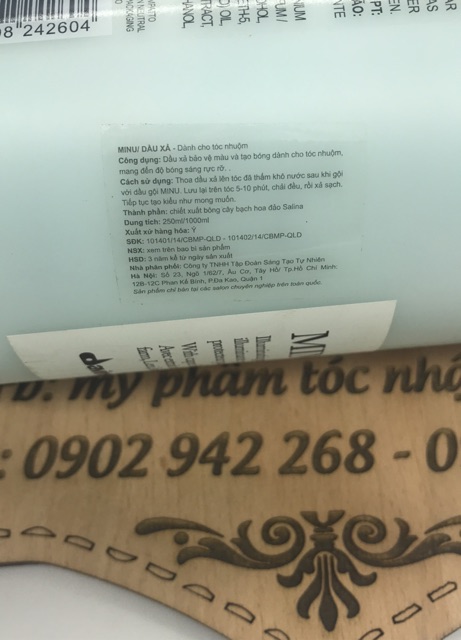 8 242604
MINU/ DẦU XẢ - Dành cho tóc nhuộm
Công dụng: Dầu xả bảo vệ màu và tạo bóng dành cho tóc nhuộm,
mang đến độ bóng sáng rực rỡ. .
Cách sử dụng: Thoa dầu xả lên tóc đã thấm khô nước sau khi gội
với dầu gội MINU. Lưu lại trên tóc 5-10 phút, chải đều, rồi xả sạch.
Tiếp tục tạo kiểu như mong muốn.
Thành phần: chiết xuất bông cây bạch hoa đảo Salina
Dung tích: 250ml/1000ml
Xuất xứ hàng hóa: Ý
SĐK: 101401/14/CBMP-QLD - 101402/14/CBMP-QLD
NSX: xem trên bao bì sản phẩm
HSD: 3 năm kể từ ngày sản xuất
Nhà phân phối: Công ty TNHH Tập Đoàn Sáng Tạo Tự Nhiên
Hà Nội: Số 23, Ngõ 1/62/7, Âu Cơ, Tây Hồ/ Tp.Hồ Chí Minh:
12B-12C Phan Kế Bính, P.Đa Kao, Quận 1
Sản phẩm chỉ bán tại các salon chuyên nghiệp trên toàn quốc.
mỹ phẩm tóc
: 0902 942 268 - 0